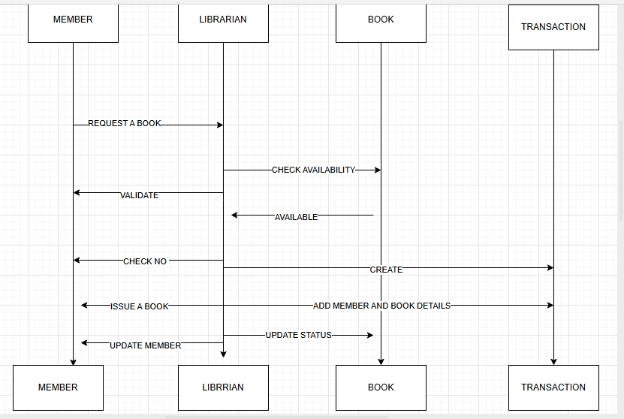 MEMBER
LIBRARIAN
BOOK
TRANSACTION
REQUEST A BOOK
CHECK AVAILABILITY
VALIDATE
AVAILABLE
CHECK NO
CREATE
ISSUE A BOOK
ADD MEMBER AND BOOK DETAILS
UPDATE STATUS
UPDATE MEMBER
MEMBER
LIBRRIAN
BOOK
TRANSACTION